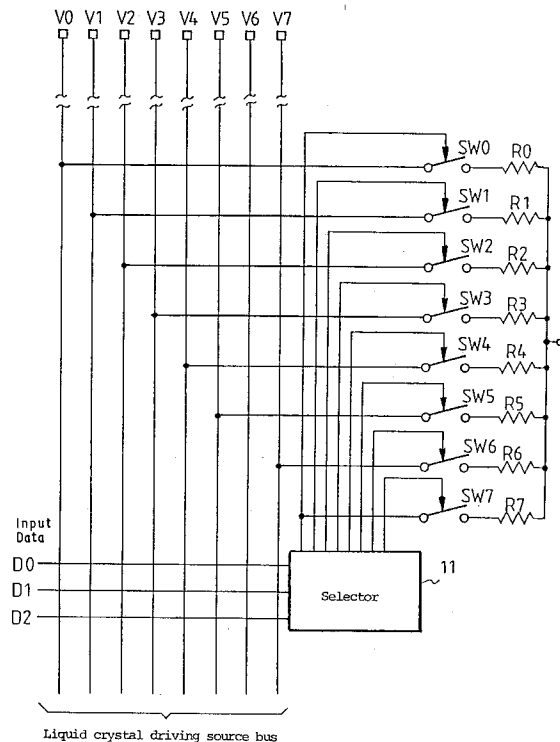 V0 V1 V2 V3 V4 V5 V6 V7
SW0 R0
SW1 R1
SW2 R2
SW3 R3
SW4 R4
SW5 R5
SW6 R6
SW7 R7
Input
Data
D0
D1
D2
11
Selector
Liquid crystal driving source bus